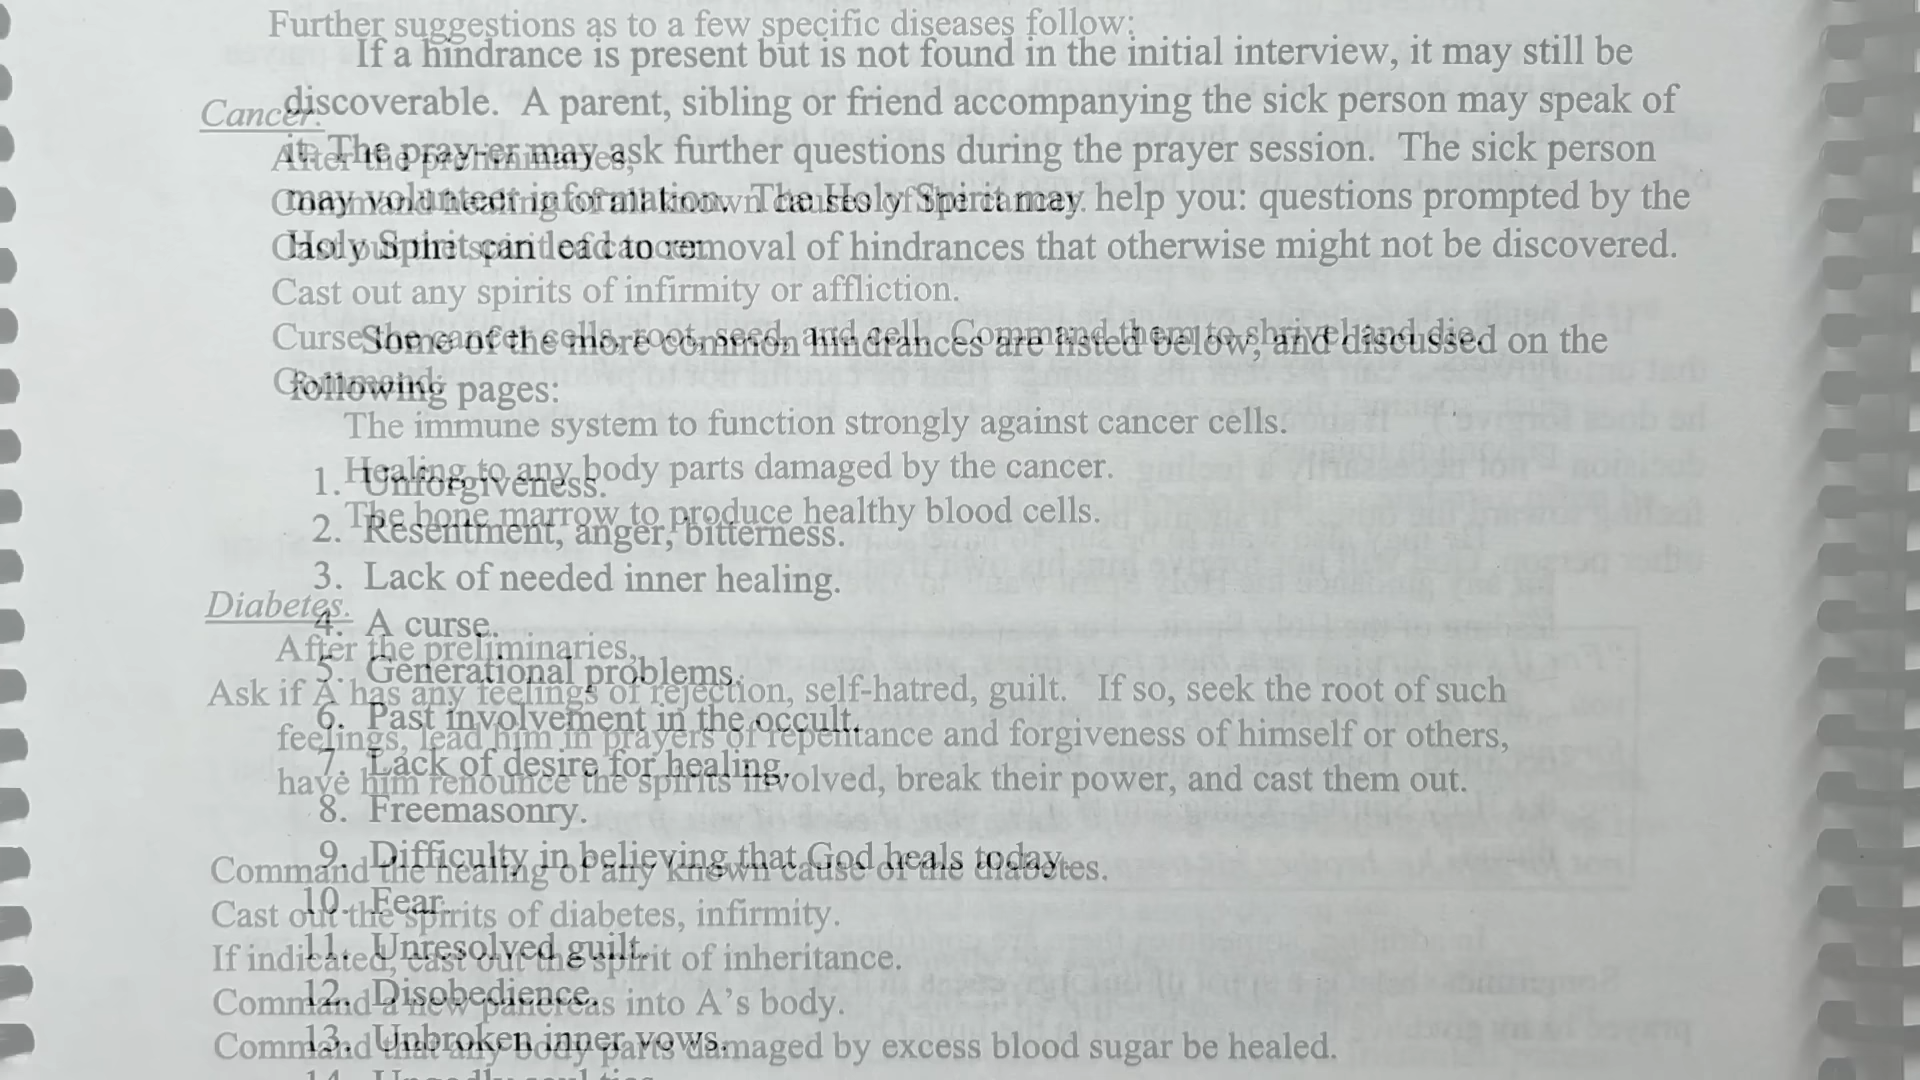 Further suggestions as to a few specific diseases follow:
If a hindrance is present but is not found in the initial interview, it may still be
discoverable. A parent, sibling or friend accompanying the sick person may speak of
Cancer.
it. The pray-er may ask further questions during the prayer session. The sick person
After the preliminaries,
may volunteer information. The Holy Spirit may help you: questions prompted by the
Command healing for all known causes of the cancer.
Holy Spirit can lead to removal of hindrances that otherwise might not be discovered.
Cast out any spirits of infirmity or affliction.
Some of the more common hindrances are listed below, and discussed on the
Curse the cancer cells, root, seed, and cell. Command them to shrivel and die
following pages:
Command:
The immune system to function strongly against cancer cells.
Healing to any body parts damaged by the cancer.
1. Unforgiveness.
The bone marrow to produce healthy blood cells.
2. Resentment, anger, bitterness.
3. Lack of needed inner healing.
Diabetes.
4. A curse.
After the preliminaries,
5. Generational problems.
Ask if A has any feelings of rejection, self-hatred, guilt. If so, seek the root of such
6. Past involvement in the occult.
feelings, lead him in prayers of repentance and forgiveness of himself or others,
7. Lack of desire for healing.
have him renounce the spirits involved, break their power, and cast them out.
8. Freemasonry.
9. Difficulty in believing that God heals today.
Command the healing of any known cause of the diabetes.
10. Fear.
Cast out the spirits of diabetes, infirmity.
11. Unresolved guilt.
If indicated, cast out the spirit of inheritance.
12. Disobedience.
Command a new pancreas into A's body.
13. Unbroken inner vows.
Command that any body parts damaged by excess blood sugar be healed.